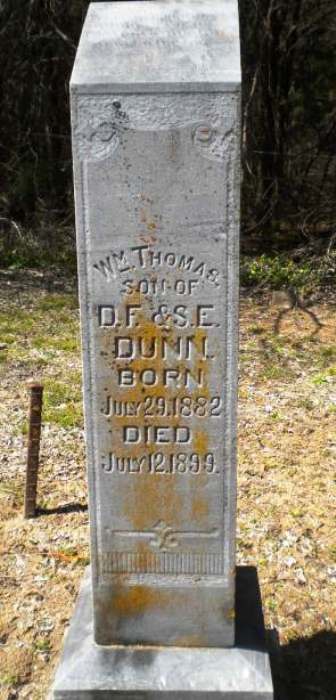 WM. THOMAS.
SON OF
D.F. & S.E.
DUNN.
BORN
JULY 29.1882
DIED
JULY 12.1899.